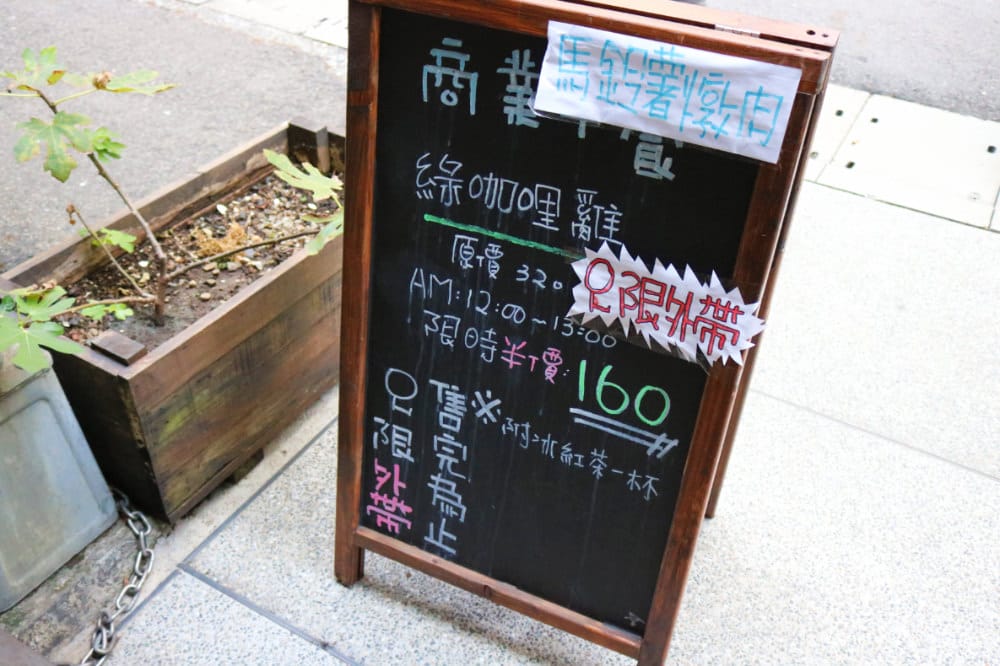 商業午餐
馬鈴薯燉肉
綠咖哩雞
原價 320
只限外帶
AM:12:00~13:00
限時半價:160
※附冰紅茶一杯
售完為止
只限外帶